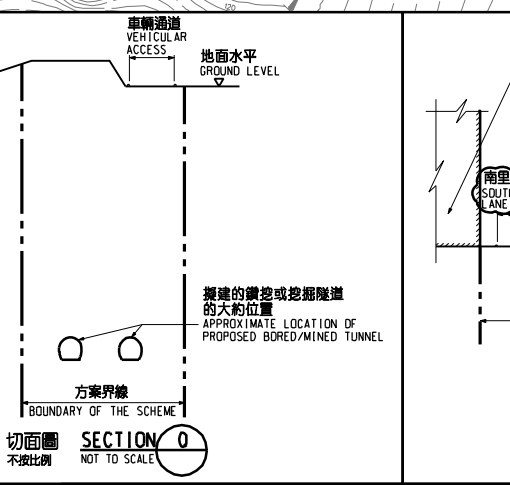 120
車輛通道
VEHICULAR
ACCESS
地面水平
GROUND LEVEL
南里
SOUTH
LANE
擬建的鑽挖或挖掘隧道
的大約位置
APPROXIMATE LOCATION OF
PROPOSED BORED/MINED TUNNEL
方案界線
BOUNDARY OF THE SCHEME
切面圖 SECTION O
不按比例 NOT TO SCALE